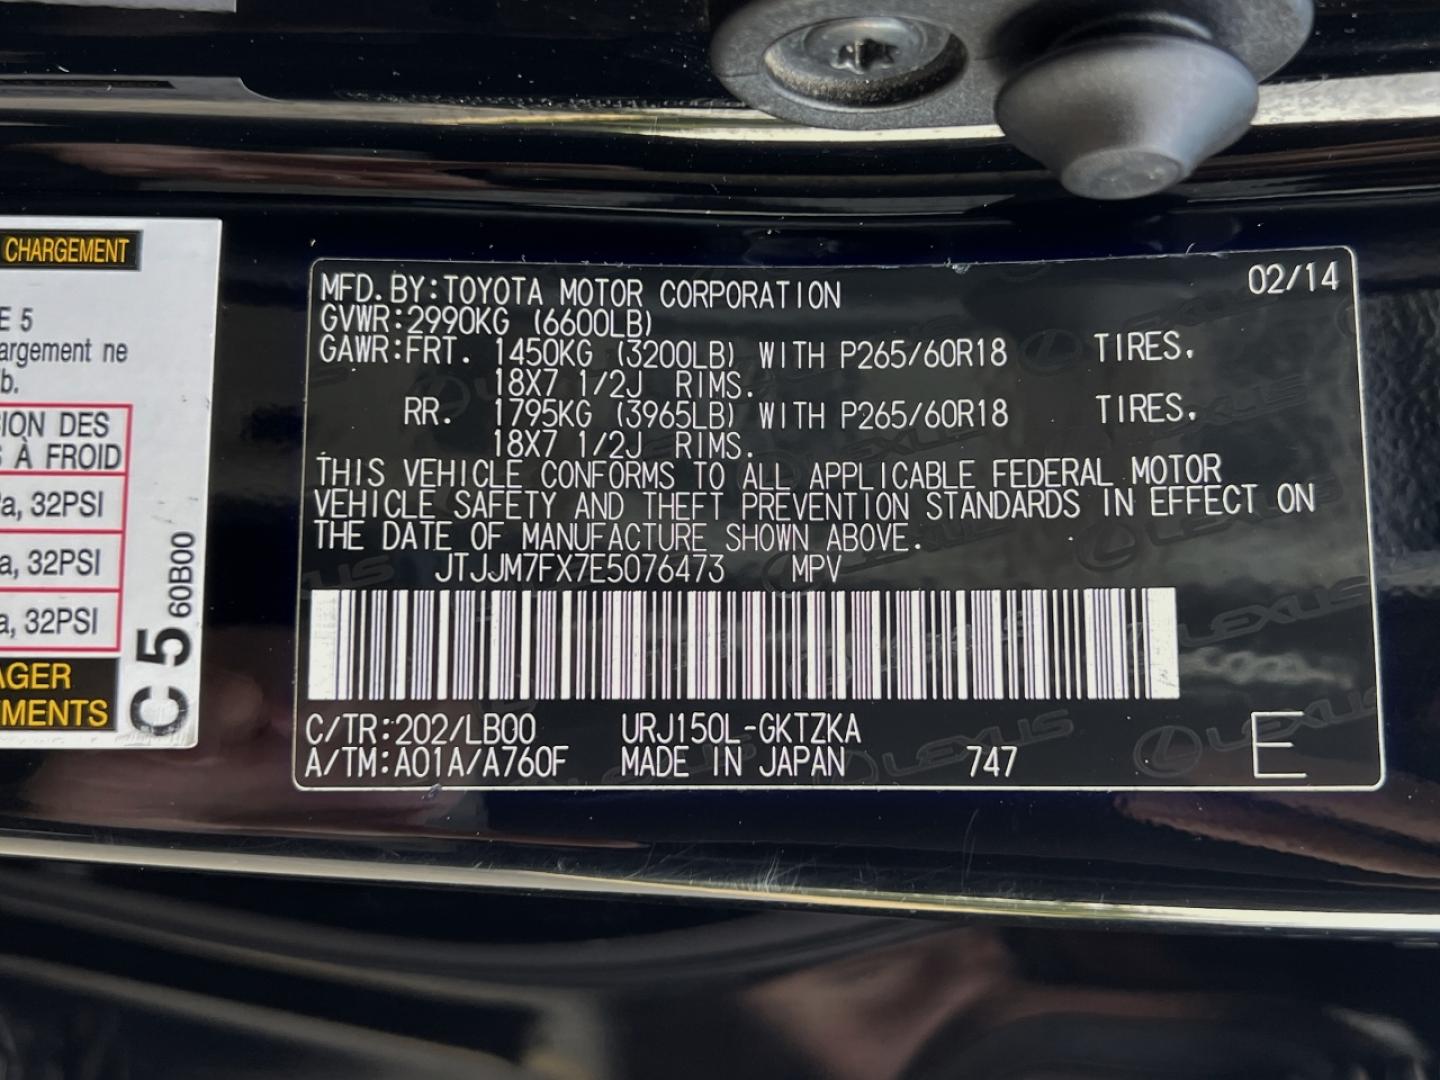 CHARGEMENT
E 5
argement ne
b.
ION DES
S À FROID
a, 32PSI
a, 32PSI
a, 32PSI
AGER
MENTS
C 5 60B00
02/14
MFD. BY: TOYOTA MOTOR CORPORATION
GVWR: 2990KG (6600LB)
GAWR: FRT. 1450KG (3200LB) WITH P265/60R18 TIRES.
18X7 1/2J RIMS.
RR. 1795KG (3965LB) WITH P265/60R18 TIRES.
18X7 1/2J RIMS.
THIS VEHICLE CONFORMS TO ALL APPLICABLE FEDERAL MOTOR
VEHICLE SAFETY AND THEFT PREVENTION STANDARDS IN EFFECT ON
THE DATE OF MANUFACTURE SHOWN ABOVE.
JTJJM7FX7E5076473 MPV
C/TR: 202/LB00 URJ150L-GKTZKA
A/TM: A01A/A760F MADE IN JAPAN 747 E
LEXUS